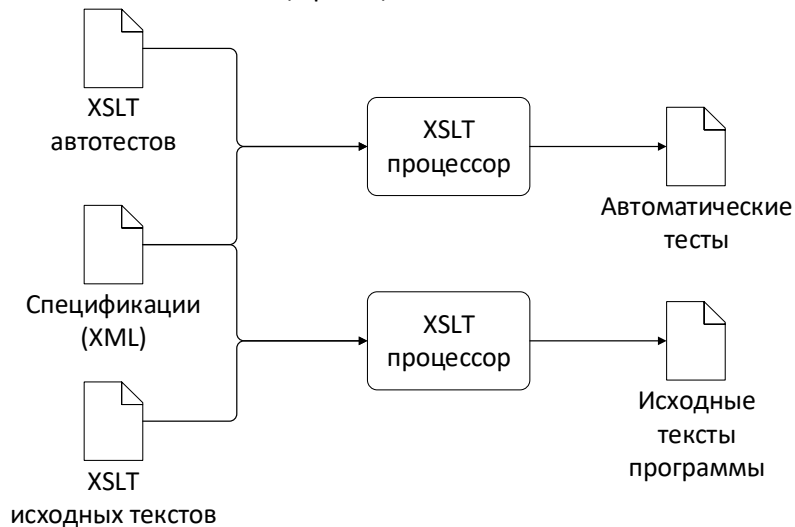 XSLT
автотестов
XSLT
процессор
Автоматические
тесты
Спецификации
(XML)
XSLT
процессор
Исходные
тексты
программы
XSLT
исходных текстов